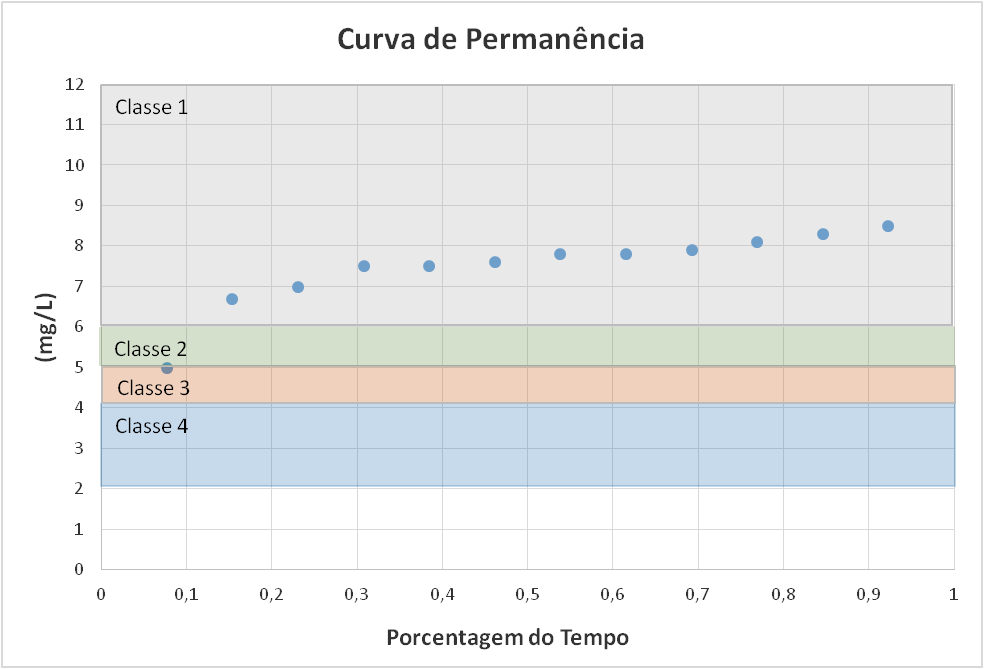 Curva de Permanência
12
Classe 1
11
10
9
8
7
6
Classe 2
5
Classe 3
4
Classe 4
3
2
1
0
(mg/L)
0 0,1 0,2 0,3 0,4 0,5 0,6 0,7 0,8 0,9 1
Porcentagem do Tempo